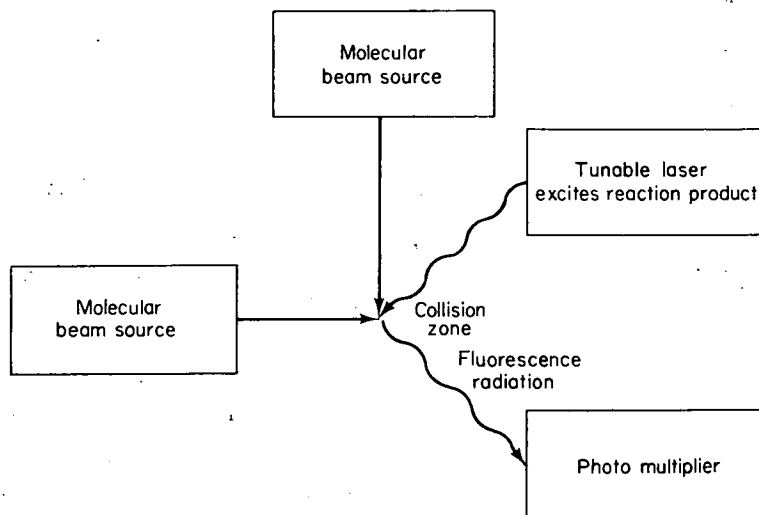 Molecular
beam source
Tunable laser
excites reaction product
Molecular
beam source
Collision
zone
Fluorescence
radiation
Photo multiplier